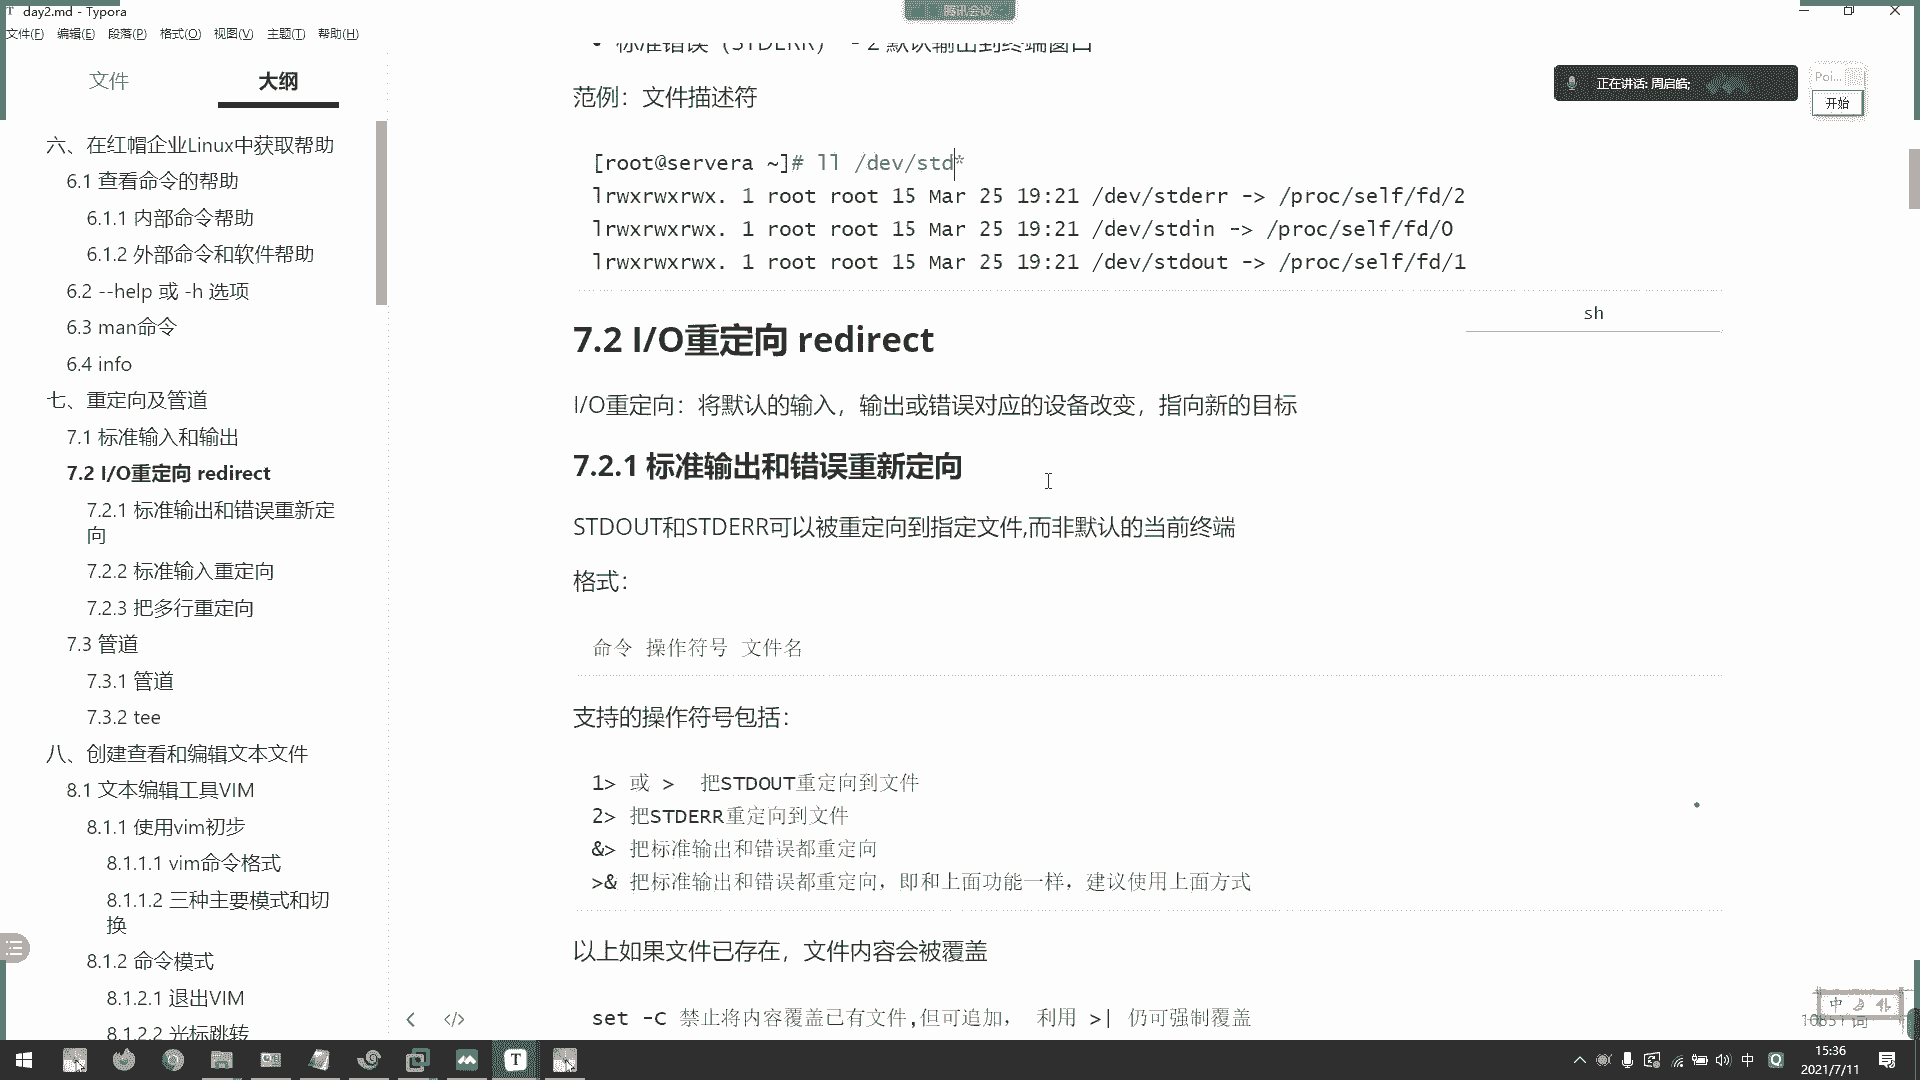 day2.md - Typora
腾讯会议
文件(F) 编辑(E) 段落(P) 格式(O) 视图(V) 主题(T) 帮助(H)
文件 大纲
六、在红帽企业Linux中获取帮助
6.1 查看命令的帮助
6.1.1 内部命令帮助
6.1.2 外部命令和软件帮助
6.2 --help 或 -h 选项
6.3 man命令
6.4 info
七、重定向及管道
7.1 标准输入和输出
7.2 I/O重定向 redirect
7.2.1 标准输出和错误重新定
向
7.2.2 标准输入重定向
7.2.3 把多行重定向
7.3 管道
7.3.1 管道
7.3.2 tee
八、创建查看和编辑文本文件
8.1 文本编辑工具VIM
8.1.1 使用vim初步
8.1.1.1 vim命令格式
8.1.1.2 三种主要模式和切
换
8.1.2 命令模式
8.1.2.1 退出VIM
8.1.2.2 光标跳转
• 标准错误（STDERR） - 2 默认输出到终端窗口
正在讲话: 周启皓;
Poi...
开始
范例：文件描述符
[root@servera ~]# ll /dev/std*
lrwxrwxrwx. 1 root root 15 Mar 25 19:21 /dev/stderr -> /proc/self/fd/2
lrwxrwxrwx. 1 root root 15 Mar 25 19:21 /dev/stdin -> /proc/self/fd/0
lrwxrwxrwx. 1 root root 15 Mar 25 19:21 /dev/stdout -> /proc/self/fd/1
sh
7.2 I/O重定向 redirect
I/O重定向：将默认的输入，输出或错误对应的设备改变，指向新的目标
7.2.1 标准输出和错误重新定向
STDOUT和STDERR可以被重定向到指定文件,而非默认的当前终端
格式：
命令 操作符号 文件名
支持的操作符号包括：
1> 或 > 把STDOUT重定向到文件
2> 把STDERR重定向到文件
&> 把标准输出和错误都重定向
>& 把标准输出和错误都重定向，即和上面功能一样，建议使用上面方式
以上如果文件已存在，文件内容会被覆盖
set -C 禁止将内容覆盖已有文件,但可追加， 利用 >| 仍可强制覆盖
中
词
中
15:36
2021/7/11